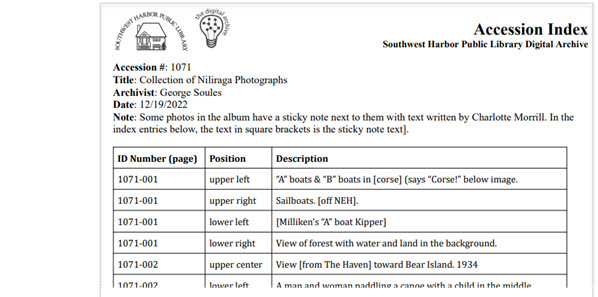 SOUTHWEST HARBOR PUBLIC LIBRARY
the digital archive
Accession Index
Southwest Harbor Public Library Digital Archive
Accession #: 1071
Title: Collection of Niliraga Photographs
Archivist: George Soules
Date: 12/19/2022
Note: Some photos in the album have a sticky note next to them with text written by Charlotte Morrill. In the
index entries below, the text in square brackets is the sticky note text].
ID Number (page) Position Description
1071-001 upper left “A” boats & “B” boats in [corse] (says “Corse!” below image.
1071-001 upper right Sailboats. [off NEH].
1071-001 lower left [Milliken’s “A” boat Kipper]
1071-001 lower right View of forest with water and land in the background.
1071-002 upper center View [from The Haven] toward Bear Island. 1934
1071-002 lower left A man and woman paddling a canoe with a child in the middle